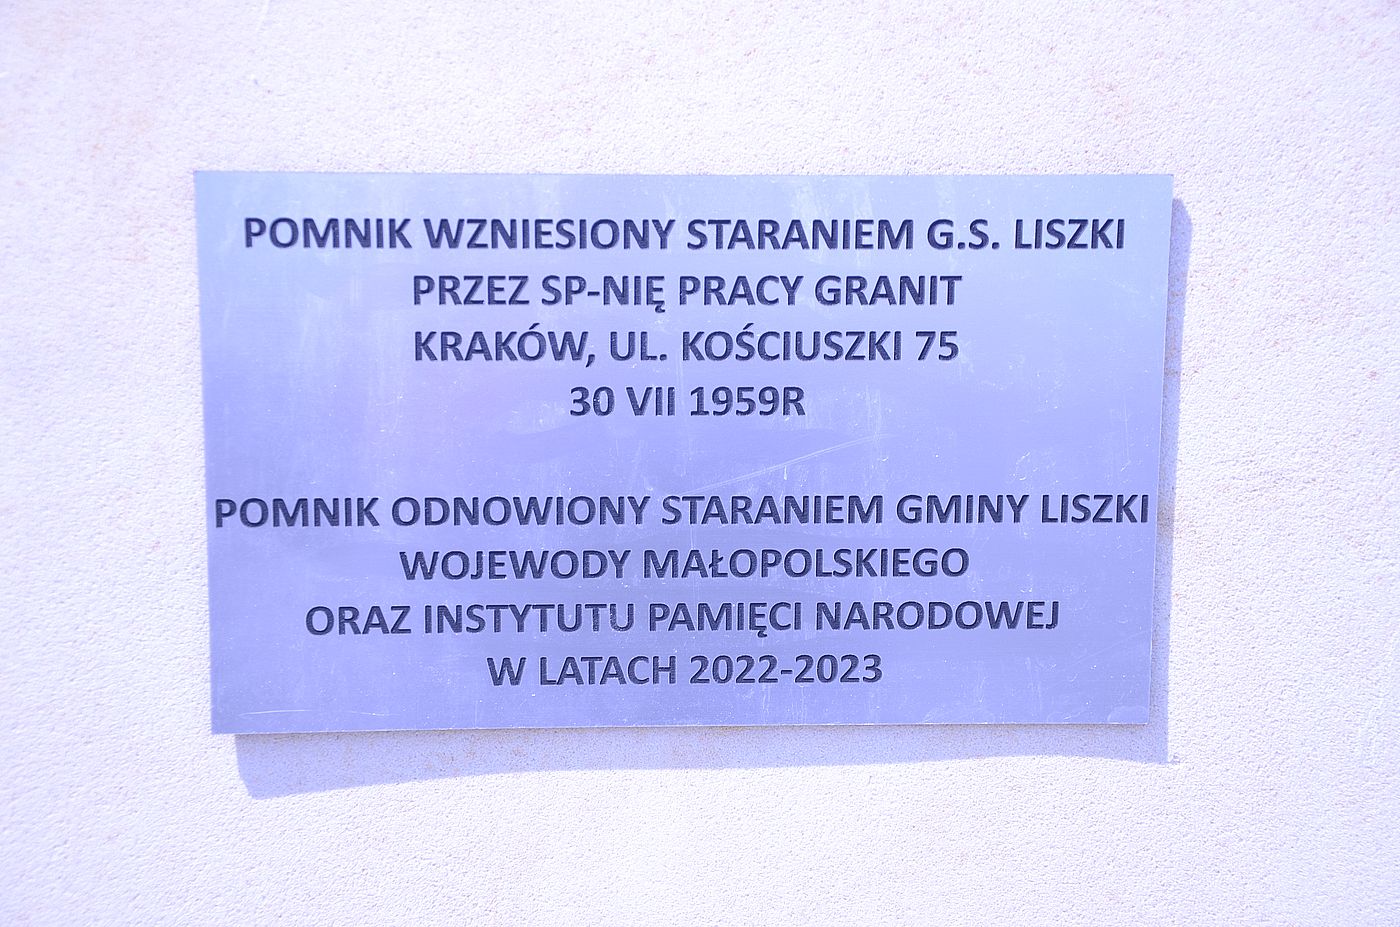 POMNIK WZNIESIONY STARANIEM G.S. LISZKI
PRZEZ SP-NIĘ PRACY GRANIT
KRAKÓW, UL. KOŚCIUSZKI 75
30 VII 1959R
POMNIK ODNOWIONY STARANIEM GMINY LISZKI
WOJEWODY MAŁOPOLSKIEGO
ORAZ INSTYTUTU PAMIĘCI NARODOWEJ
W LATACH 2022-2023